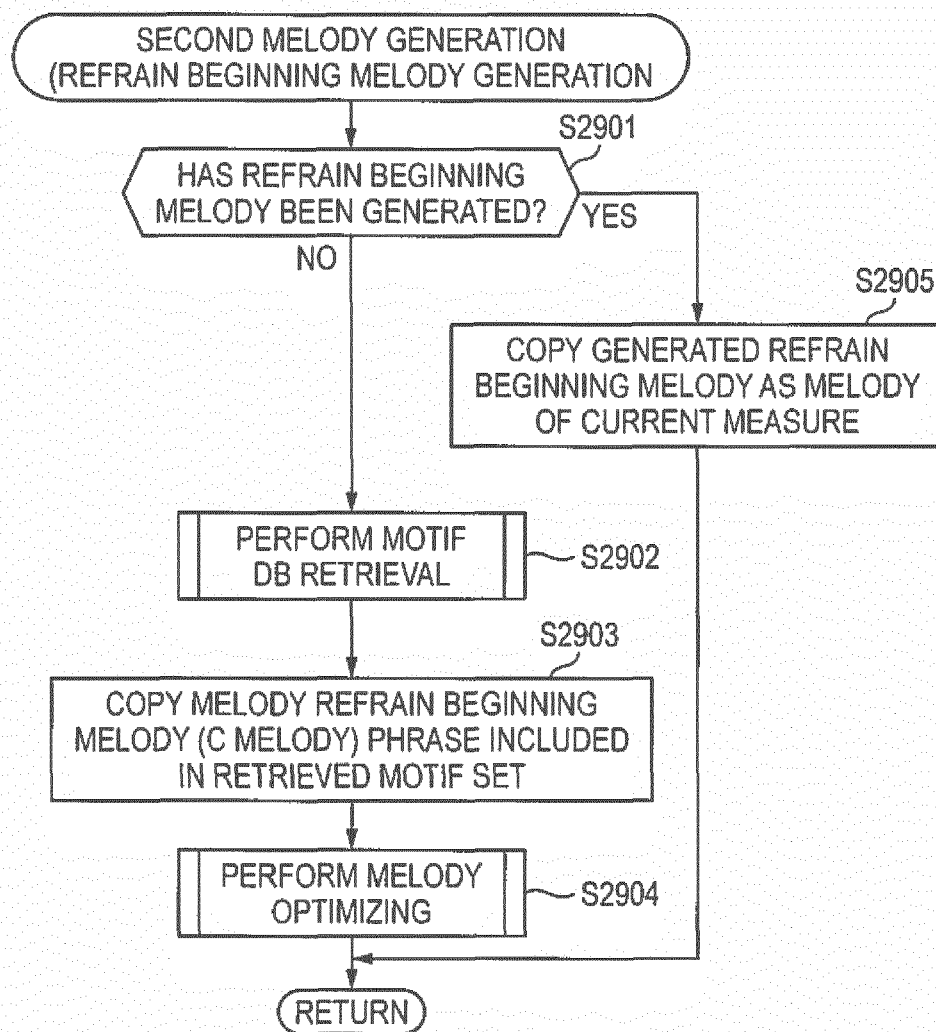 SECOND MELODY GENERATION
(REFRAIN BEGINNING MELODY GENERATION
S2901
HAS REFRAIN BEGINNING
MELODY BEEN GENERATED?
YES
NO
S2905
COPY GENERATED REFRAIN
BEGINNING MELODY AS MELODY
OF CURRENT MEASURE
PERFORM MOTIF
DB RETRIEVAL
S2902
S2903
COPY MELODY REFRAIN BEGINNING
MELODY (C MELODY) PHRASE INCLUDED
IN RETRIEVED MOTIF SET
PERFORM MELODY
OPTIMIZING
S2904
RETURN